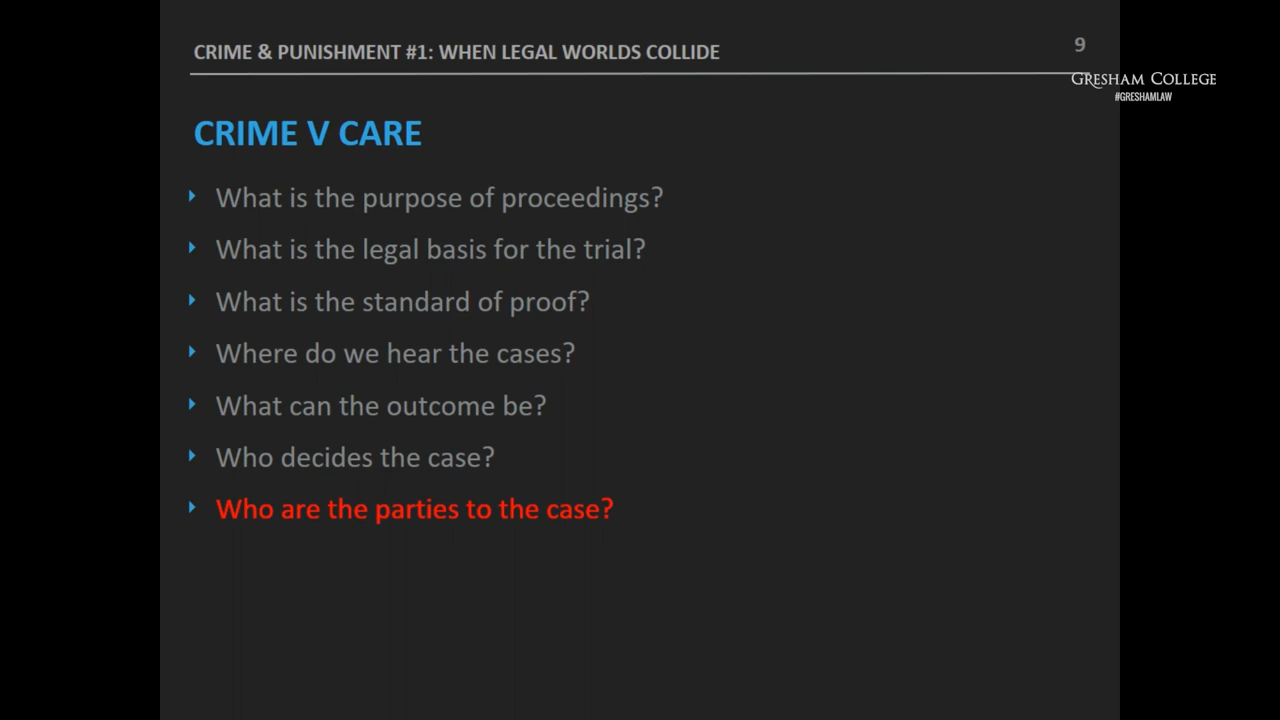 CRIME & PUNISHMENT #1: WHEN LEGAL WORLDS COLLIDE
9
GRESHAM COLLEGE
#GRESHAMLAW
CRIME V CARE
What is the purpose of proceedings?
What is the legal basis for the trial?
What is the standard of proof?
Where do we hear the cases?
What can the outcome be?
Who decides the case?
Who are the parties to the case?